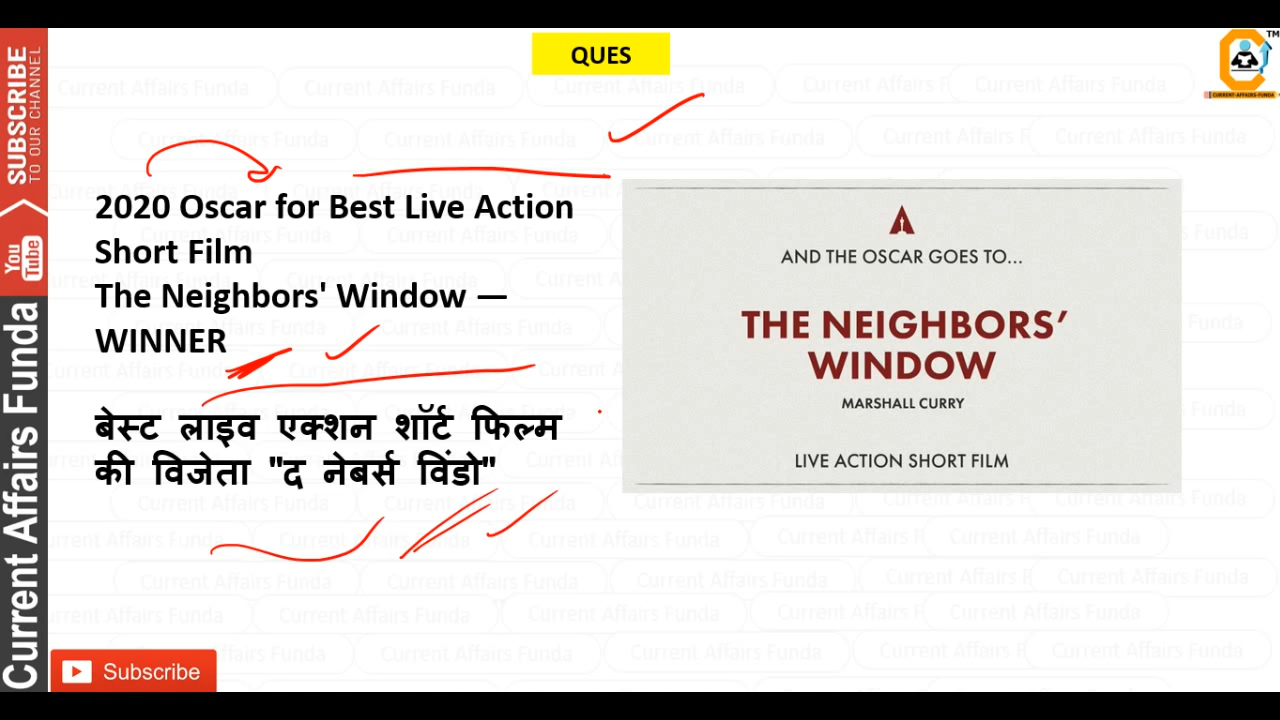 QUES
TM
CURRENT-AFFAIRS-FUNDA
SUBSCRIBE
TO OUR CHANNEL
You
Tube
Current Affairs Funda
2020 Oscar for Best Live Action
Short Film
The Neighbors' Window —
WINNER
बेस्ट लाइव एक्शन शॉर्ट फिल्म
की विजेता "द नेबर्स विंडो"
AND THE OSCAR GOES TO...
THE NEIGHBORS’
WINDOW
MARSHALL CURRY
LIVE ACTION SHORT FILM
Subscribe